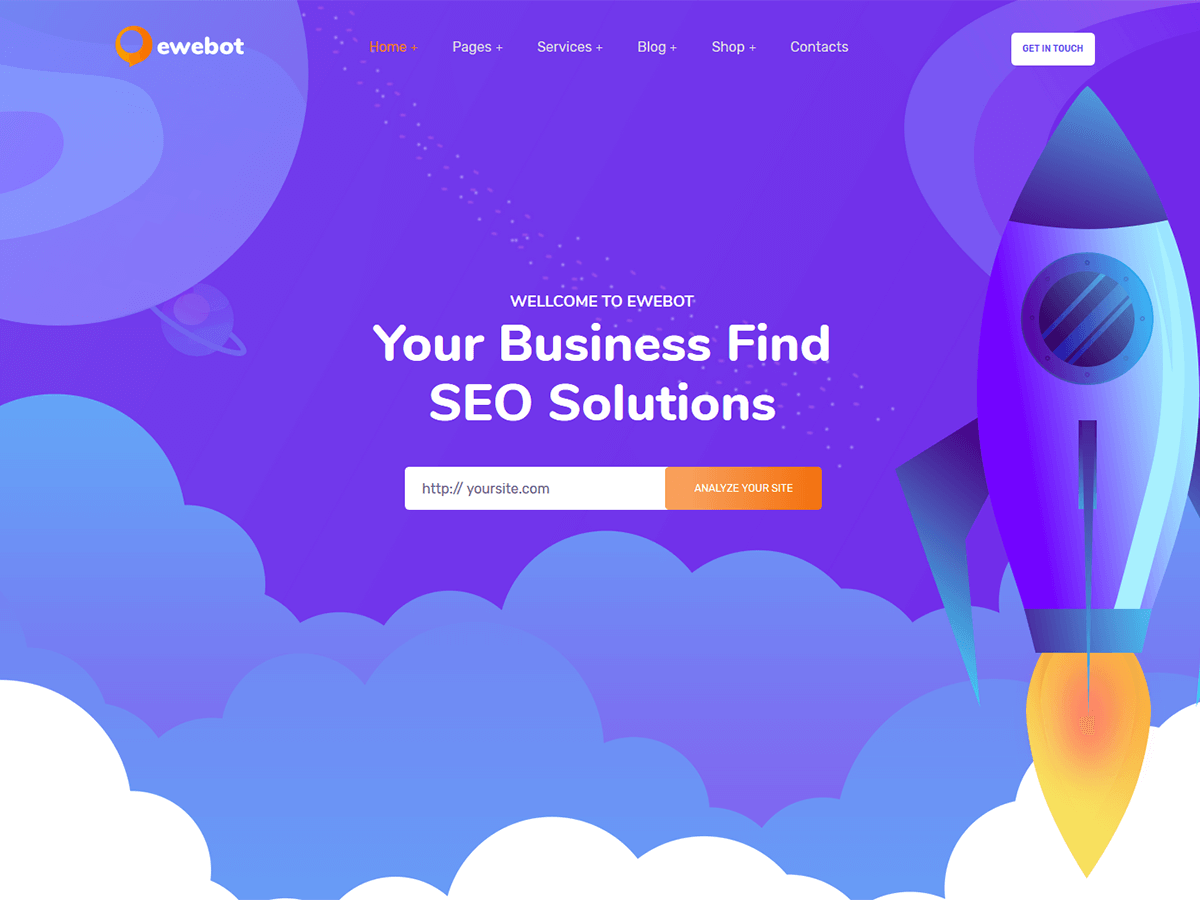 ewebot
Home + Pages + Services + Blog + Shop + Contacts
GET IN TOUCH
WELLCOME TO EWEBOT
Your Business Find
SEO Solutions
http:// yoursite.com
ANALYZE YOUR SITE